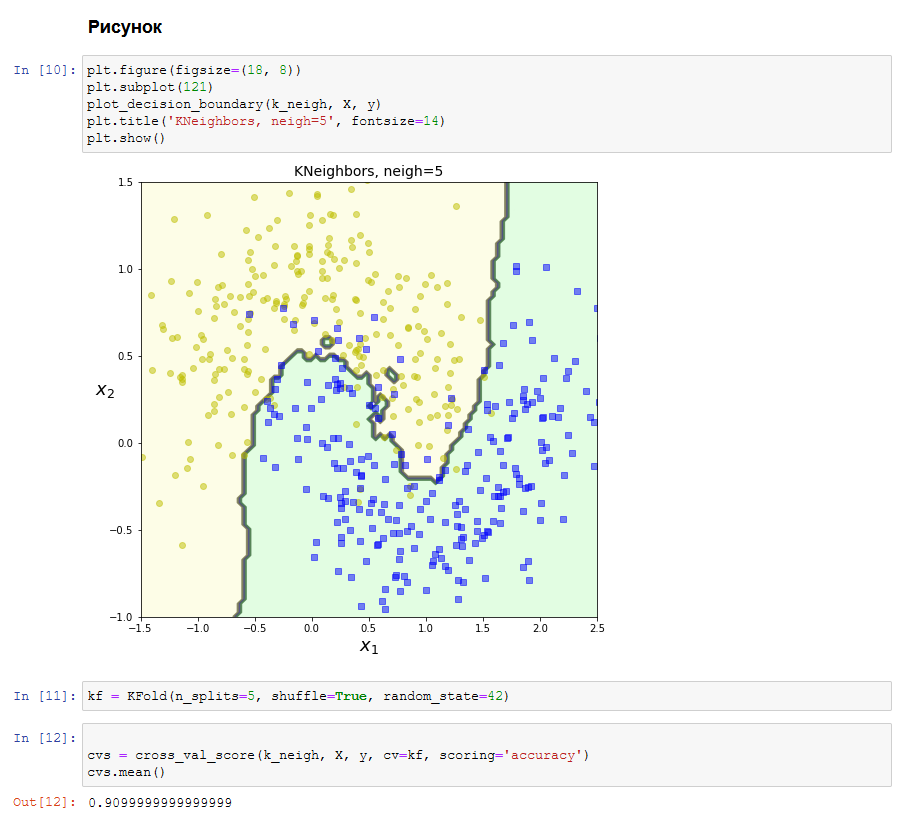 Рисунок
In [10]:
plt.figure(figsize=(18, 8))
plt.subplot(121)
plot_decision_boundary(k_neigh, X, y)
plt.title('KNeighbors, neigh=5', fontsize=14)
plt.show()
KNeighbors, neigh=5
1.5
1.0
0.5
0.0
−0.5
−1.0
x2
−1.5 −1.0 −0.5 0.0 0.5 1.0 1.5 2.0 2.5
x1
In [11]:
kf = KFold(n_splits=5, shuffle=True, random_state=42)
In [12]:
cvs = cross_val_score(k_neigh, X, y, cv=kf, scoring='accuracy')
cvs.mean()
Out[12]: 0.9099999999999999